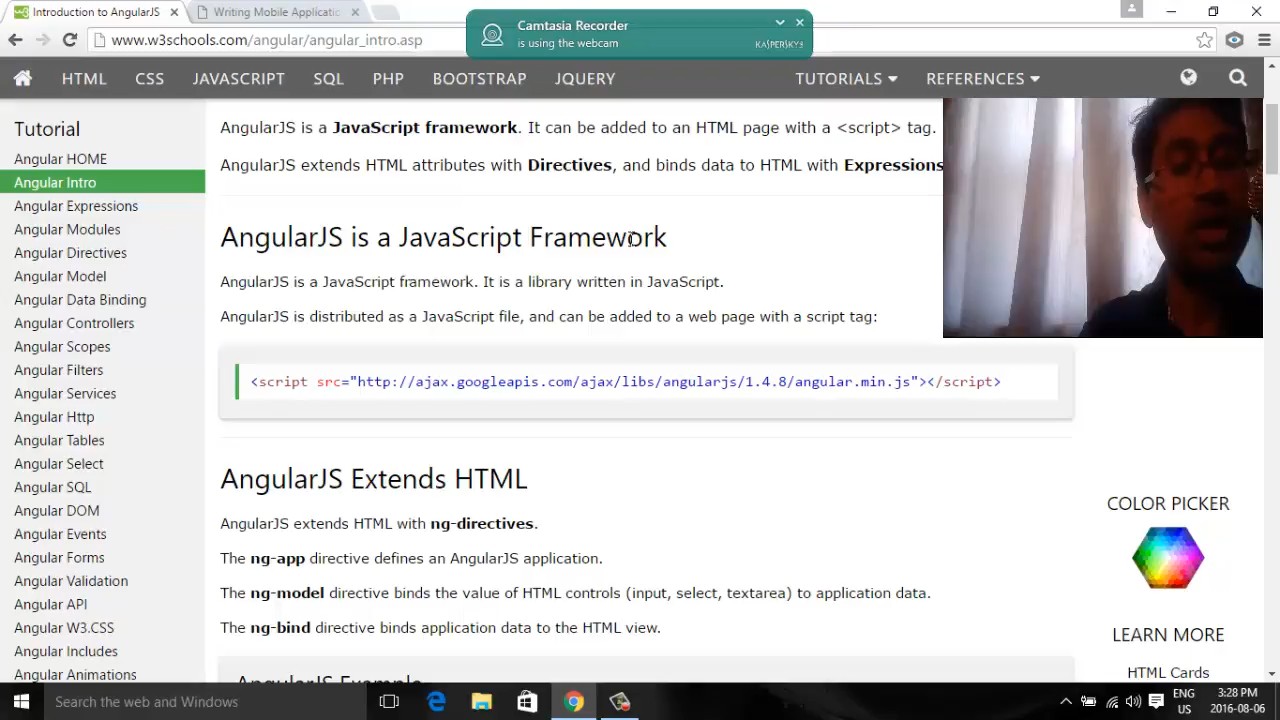 Introduction to AngularJS
Writing Mobile Applicatio
Camtasia Recorder
is using the webcam
KASPERSKY
www.w3schools.com/angular/angular_intro.asp
HTML
CSS
JAVASCRIPT
SQL
PHP
BOOTSTRAP
JQUERY
TUTORIALS
REFERENCES
Tutorial
Angular HOME
Angular Intro
Angular Expressions
Angular Modules
Angular Directives
Angular Model
Angular Data Binding
Angular Controllers
Angular Scopes
Angular Filters
Angular Services
Angular Http
Angular Tables
Angular Select
Angular SQL
Angular DOM
Angular Events
Angular Forms
Angular Validation
Angular API
Angular W3.CSS
Angular Includes
Angular Animations
AngularJS is a JavaScript framework. It can be added to an HTML page with a <script> tag.
AngularJS extends HTML attributes with Directives, and binds data to HTML with Expressions
AngularJS is a JavaScript Framework
AngularJS is a JavaScript framework. It is a library written in JavaScript.
AngularJS is distributed as a JavaScript file, and can be added to a web page with a script tag:
<script src="http://ajax.googleapis.com/ajax/libs/angularjs/1.4.8/angular.min.js"></script>
AngularJS Extends HTML
AngularJS extends HTML with ng-directives.
The ng-app directive defines an AngularJS application.
The ng-model directive binds the value of HTML controls (input, select, textarea) to application data.
The ng-bind directive binds application data to the HTML view.
AngularJS Example
COLOR PICKER
LEARN MORE
HTML Cards
Search the web and Windows
ENG
US
3:28 PM
2016-08-06